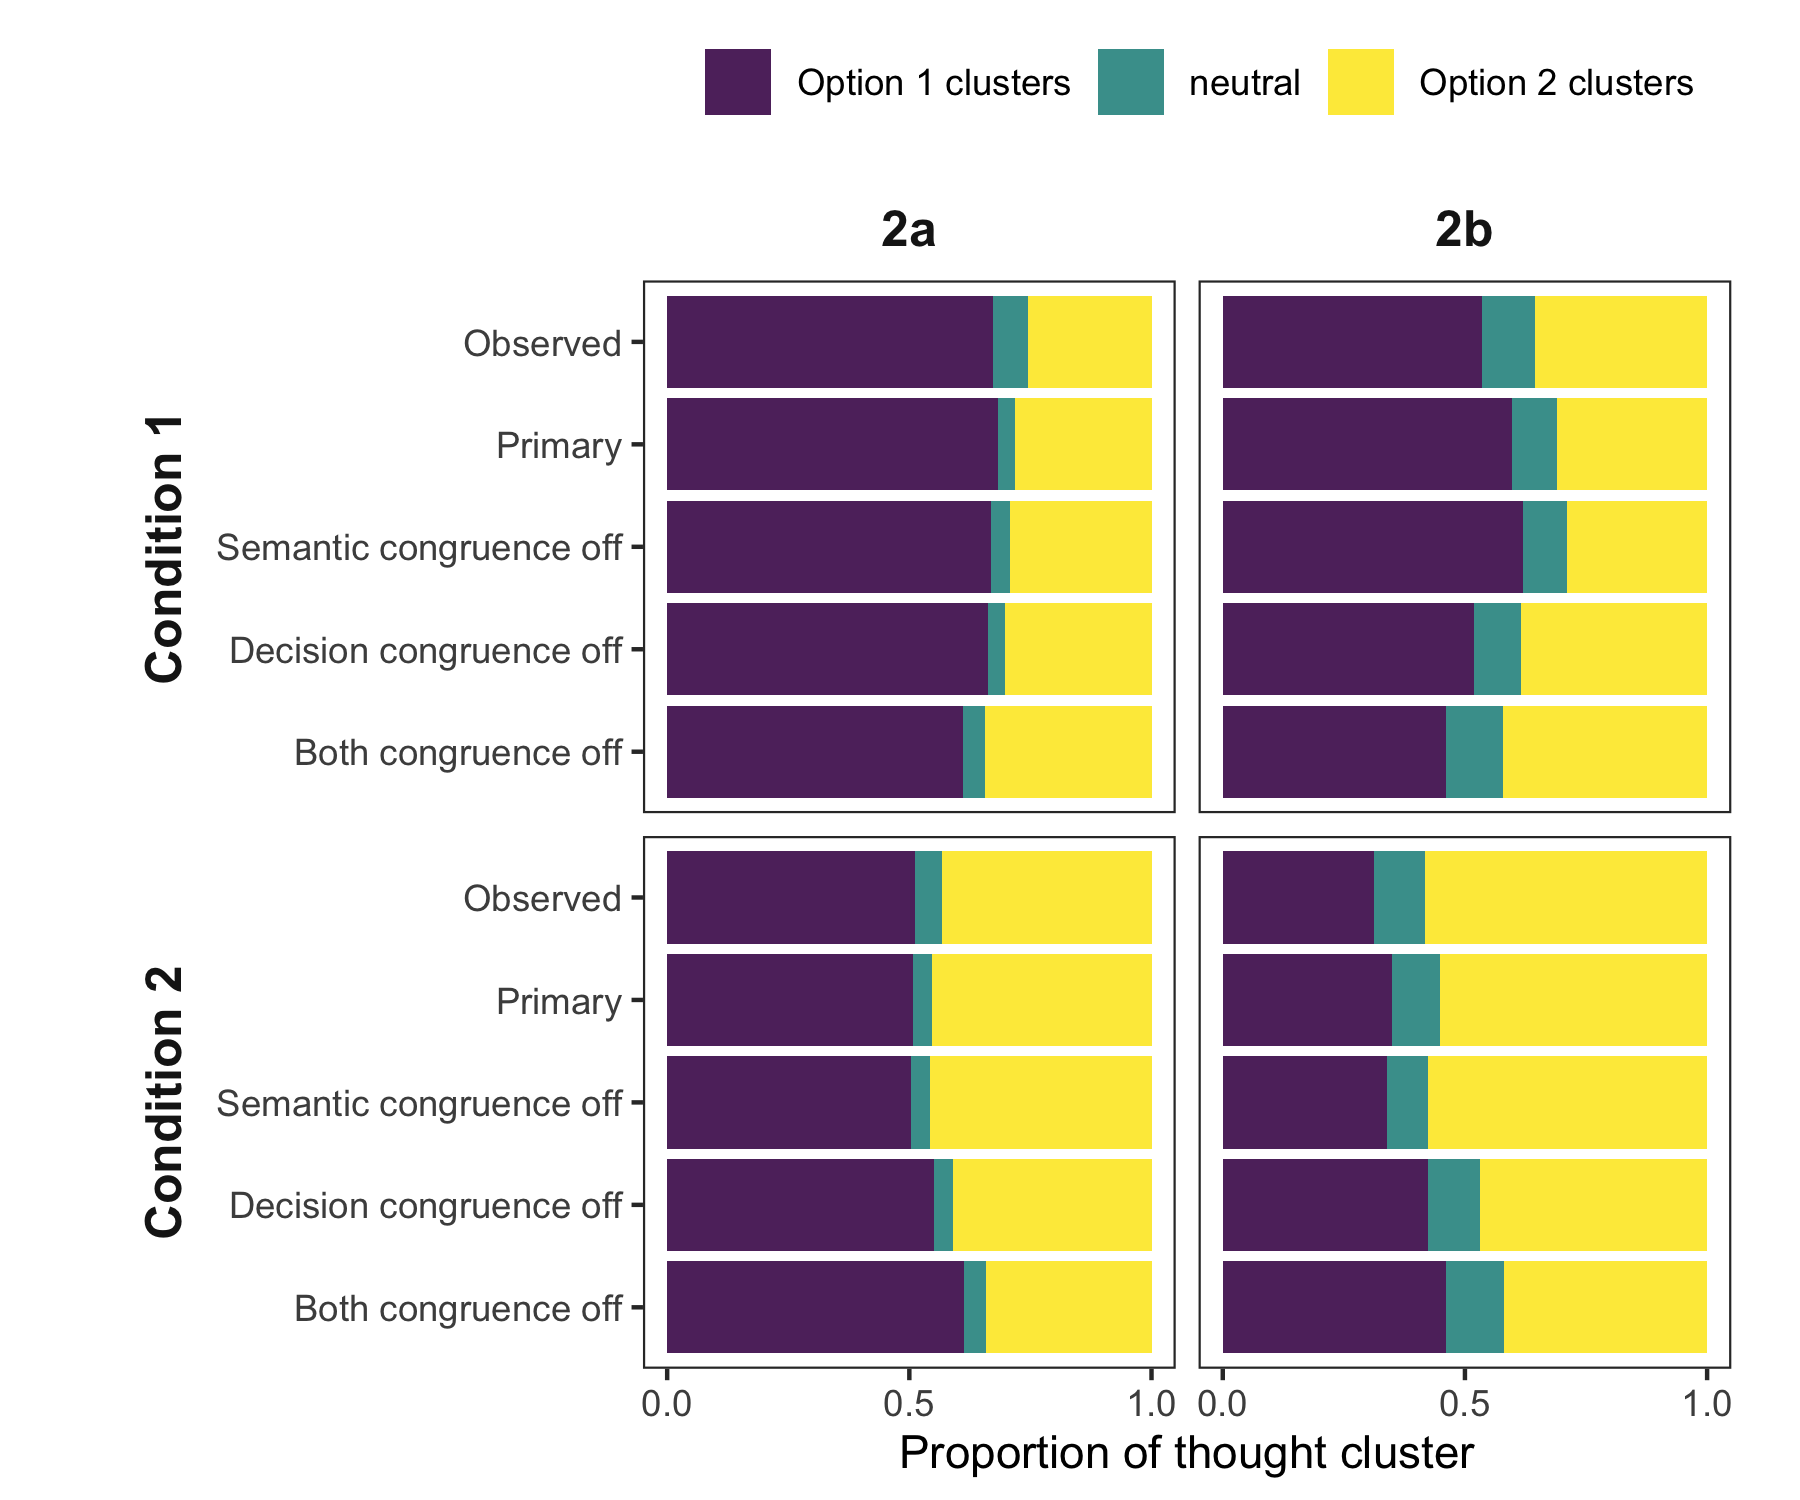 Option 1 clusters neutral Option 2 clusters
2a 2b
Condition 1
Observed
Primary
Semantic congruence off
Decision congruence off
Both congruence off
Condition 2
Observed
Primary
Semantic congruence off
Decision congruence off
Both congruence off
0.0 0.5 1.0 0.0 0.5 1.0
Proportion of thought cluster